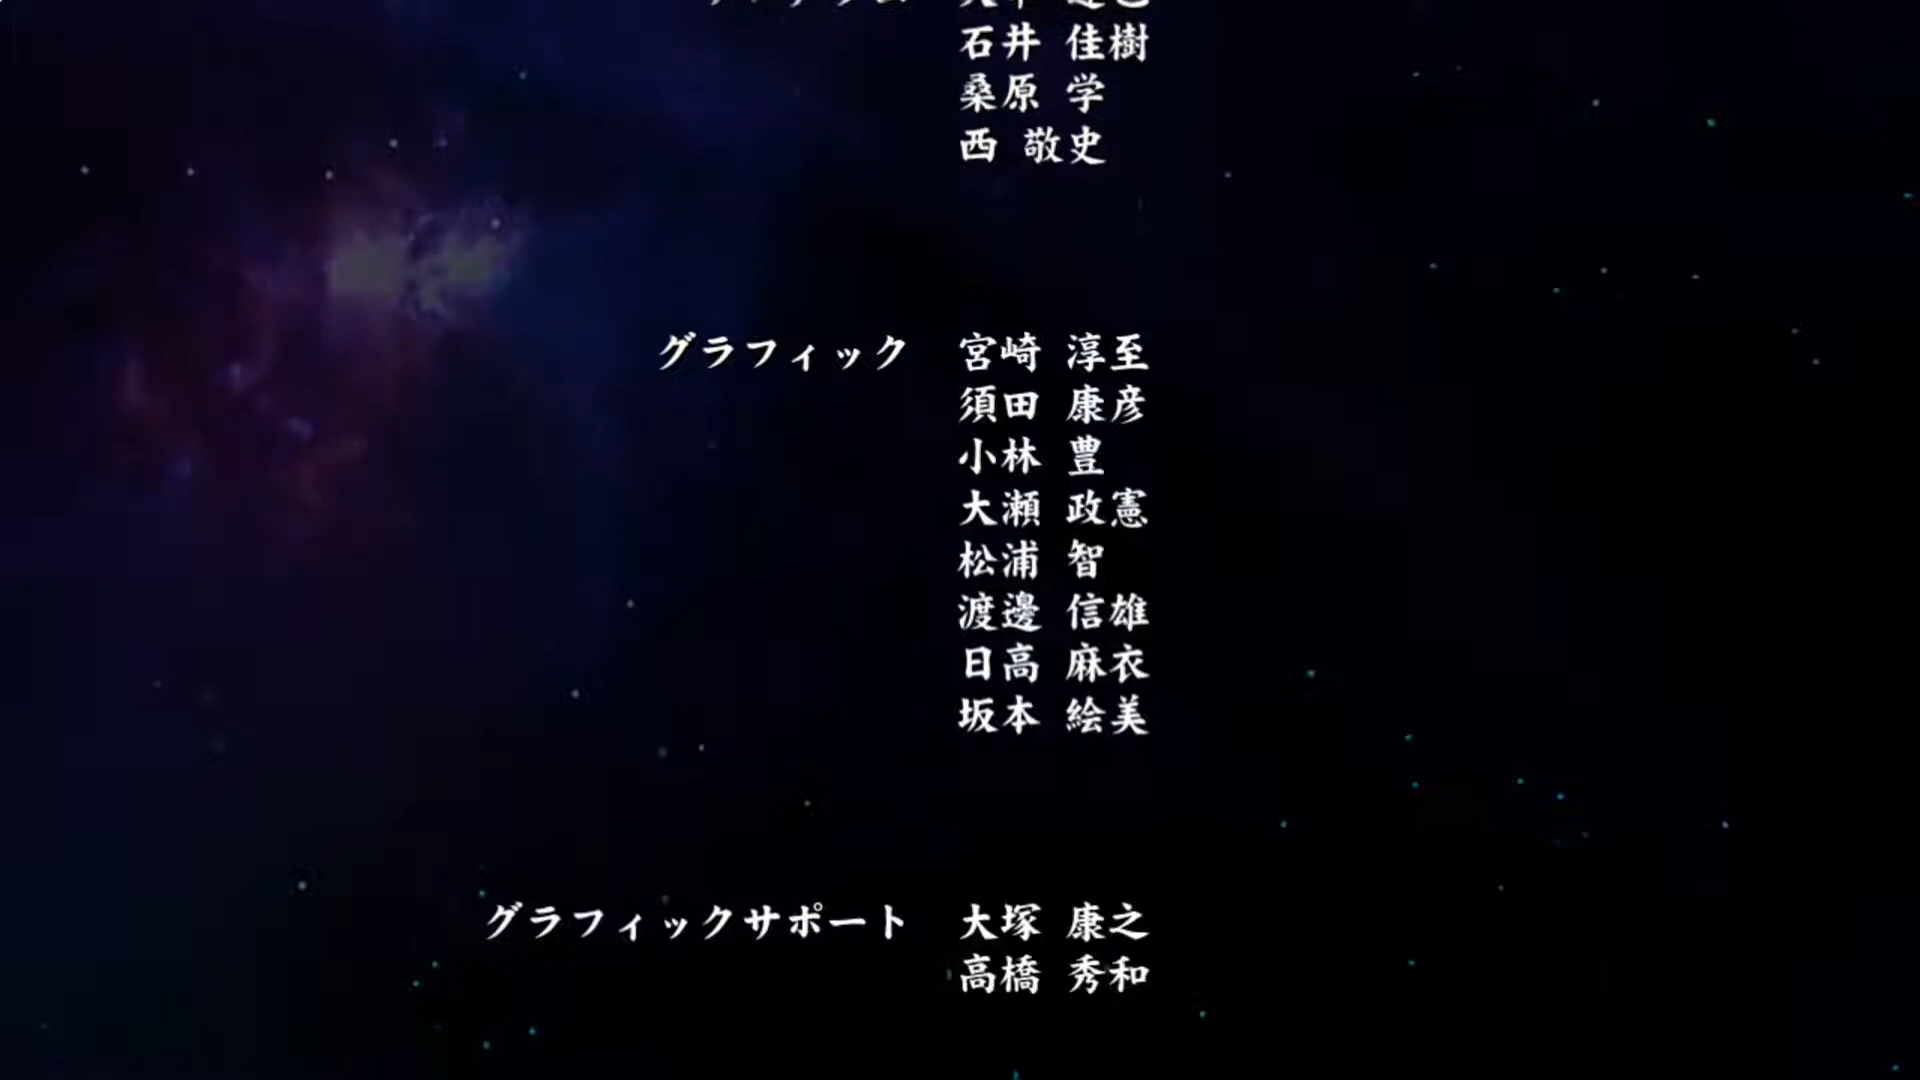 石井 佳樹
桑原 学
西 敬史
グラフィック 宮崎 淳至
須田 康彦
小林 豊
大瀬 政憲
松浦 智
渡邊 信雄
日高 麻衣
坂本 絵美
グラフィックサポート 大塚 康之
高橋 秀和